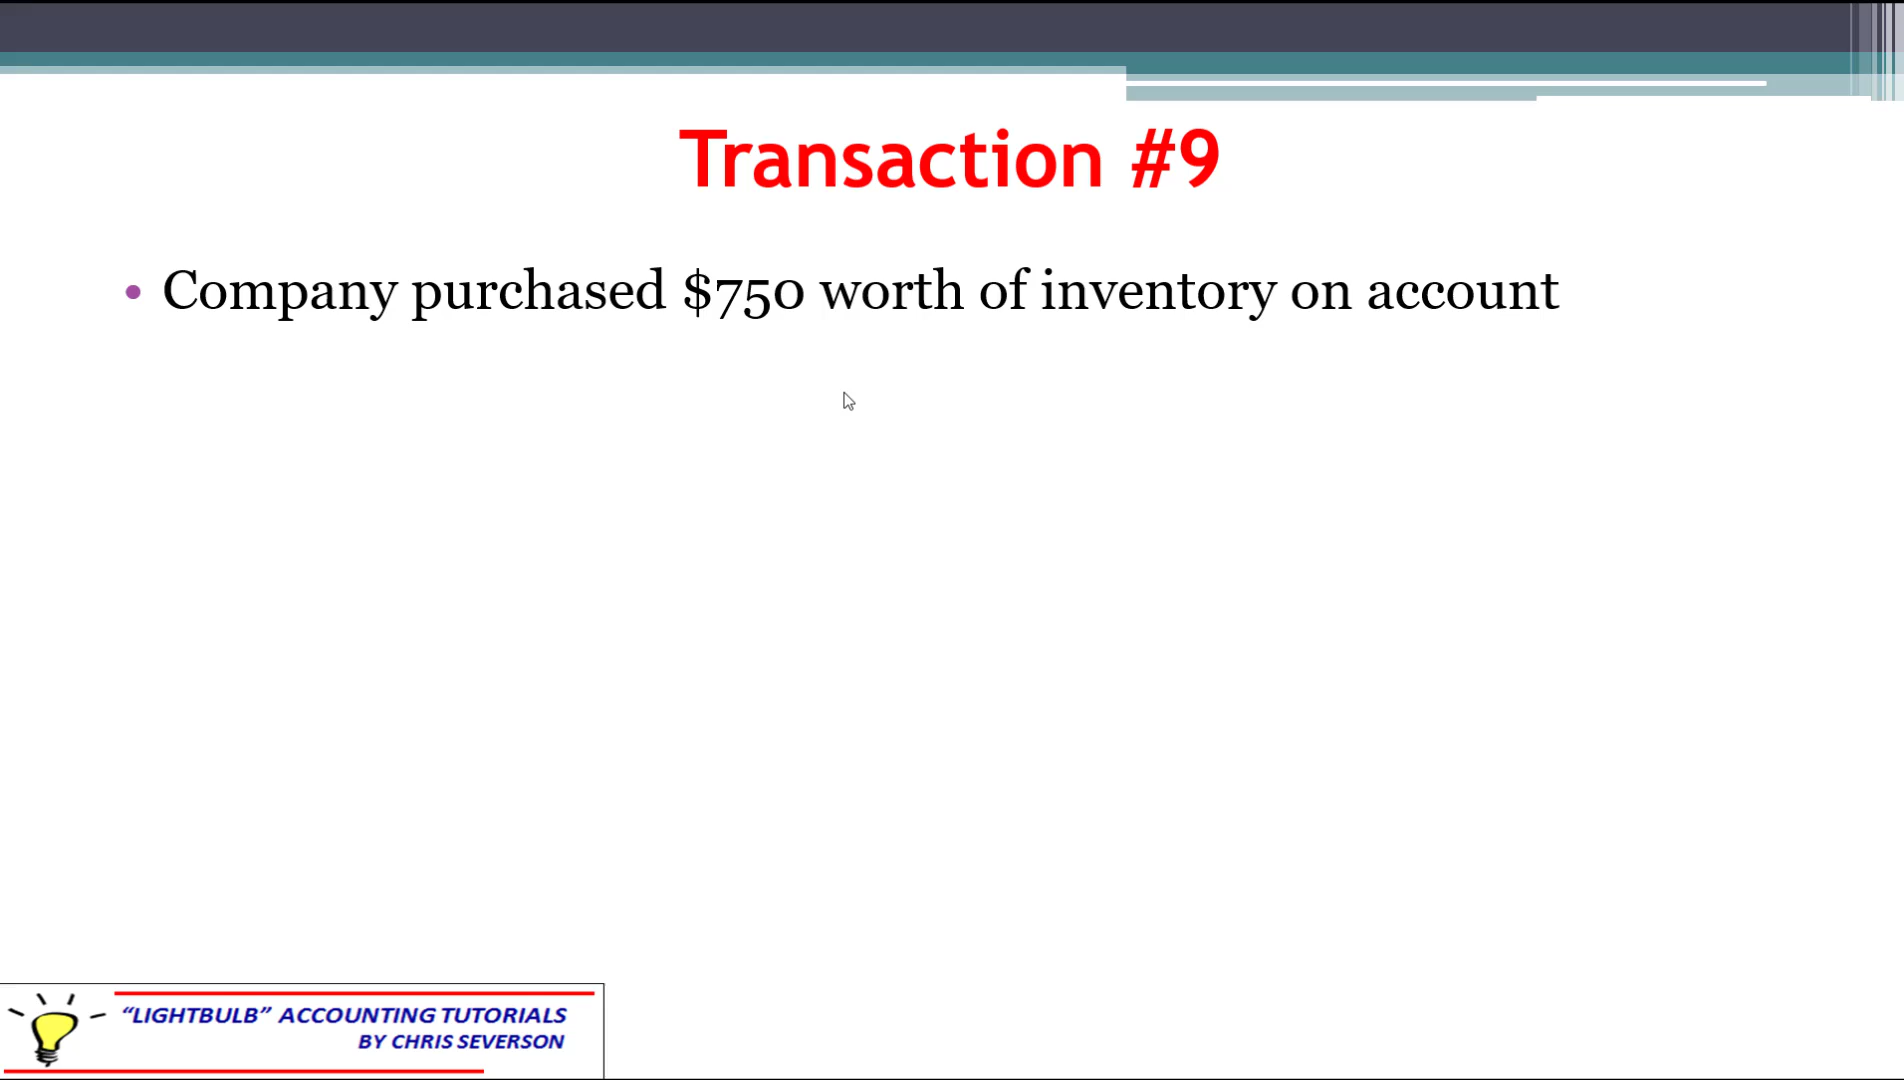 Transaction #9
• Company purchased $750 worth of inventory on account
“LIGHTBULB” ACCOUNTING TUTORIALS
BY CHRIS SEVERSON